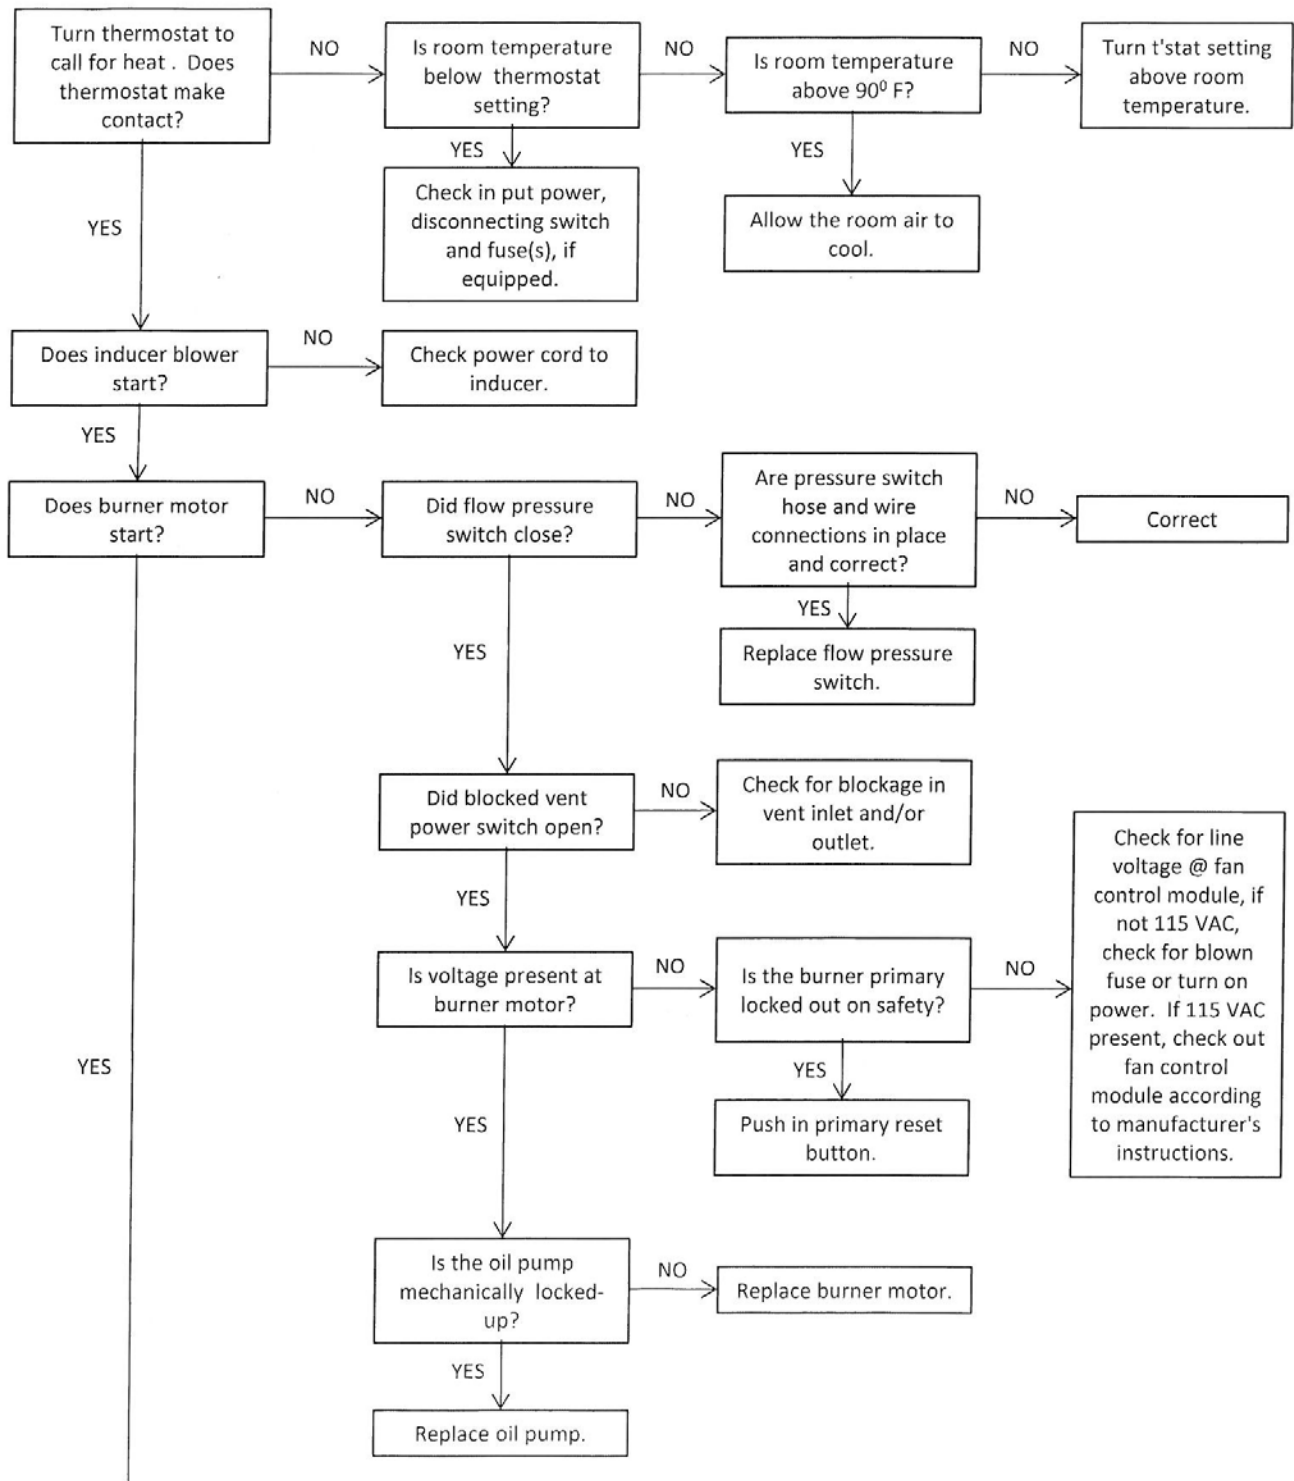 Turn thermostat to
call for heat . Does
thermostat make
contact?
NO
Is room temperature
below thermostat
setting?
NO
Is room temperature
above 90⁰ F?
NO
Turn t'stat setting
above room
temperature.
YES
YES
YES
Check in put power,
disconnecting switch
and fuse(s), if
equipped.
Allow the room air to
cool.
Does inducer blower
start?
NO
Check power cord to
inducer.
YES
Does burner motor
start?
NO
Did flow pressure
switch close?
NO
Are pressure switch
hose and wire
connections in place
and correct?
NO
Correct
YES
Replace flow pressure
switch.
YES
Did blocked vent
power switch open?
NO
Check for blockage in
vent inlet and/or
outlet.
YES
Is voltage present at
burner motor?
NO
Is the burner primary
locked out on safety?
NO
Check for line
voltage @ fan
control module, if
not 115 VAC,
check for blown
fuse or turn on
power. If 115 VAC
present, check out
fan control
module according
to manufacturer's
instructions.
YES
Push in primary reset
button.
YES
YES
Is the oil pump
mechanically locked-
up?
NO
Replace burner motor.
YES
Replace oil pump.